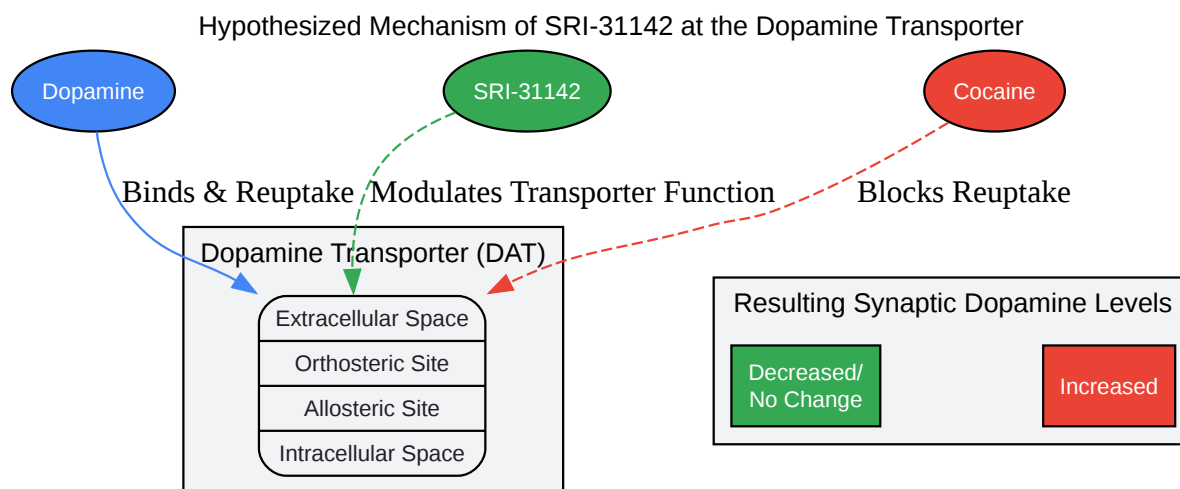 Hypothesized Mechanism of SRI-31142 at the Dopamine Transporter
Dopamine
SRI-31142
Cocaine
Binds & Reuptake
Modulates Transporter Function
Blocks Reuptake
Dopamine Transporter (DAT)
Extracellular Space
Orthosteric Site
Allosteric Site
Intracellular Space
Resulting Synaptic Dopamine Levels
Decreased/
No Change
Increased